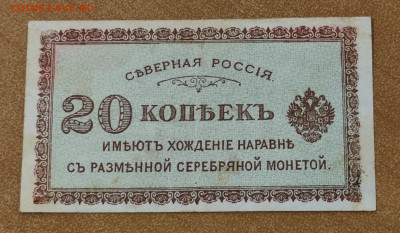 СѢВЕРНАЯ РОССІЯ.
20 КОПѢЕКЪ
ИМѢЮТЪ ХОЖДЕНІЕ НАРАВНѢ
СЪ РАЗМѢННОЙ СЕРЕБРЯНОЙ МОНЕТОЙ.